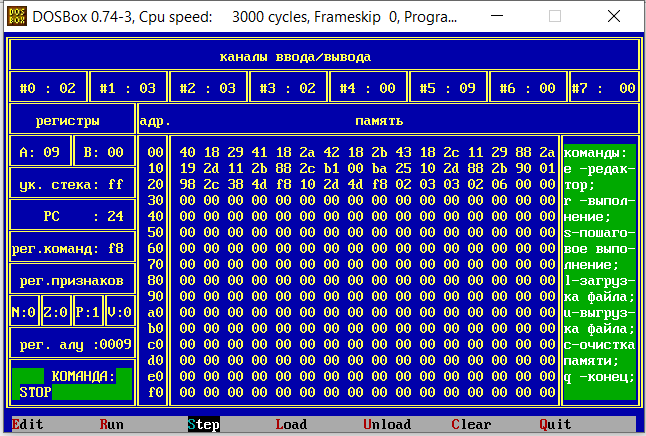 DOSBox 0.74-3, Cpu speed: 3000 cycles, Frameskip 0, Progra...
каналы ввода/вывода
#0 : 02 #1 : 03 #2 : 03 #3 : 02 #4 : 00 #5 : 09 #6 : 00 #7 : 00
регистры адр. память
A: 09 B: 00 00 40 18 29 41 18 2a 42 18 2b 43 18 2c 11 29 88 2a команды:
10 19 2d 11 2b 88 2c b1 00 ba 25 10 2d 88 2b 90 01 e -редак-
ук. стека: ff 20 98 2c 38 4d f8 10 2d 4d f8 02 03 03 02 06 00 00 тор;
30 00 00 00 00 00 00 00 00 00 00 00 00 00 00 00 00 r -выпол-
PC : 24 40 00 00 00 00 00 00 00 00 00 00 00 00 00 00 00 00 нение;
50 00 00 00 00 00 00 00 00 00 00 00 00 00 00 00 00 s-пошаго-
рег.команд: f8 60 00 00 00 00 00 00 00 00 00 00 00 00 00 00 00 00 вое выпо-
70 00 00 00 00 00 00 00 00 00 00 00 00 00 00 00 00 лнение;
рег.признаков 80 00 00 00 00 00 00 00 00 00 00 00 00 00 00 00 00 l-загруз-
90 00 00 00 00 00 00 00 00 00 00 00 00 00 00 00 00 ка файла;
N:0 Z:0 P:1 V:0 a0 00 00 00 00 00 00 00 00 00 00 00 00 00 00 00 00 u-выгруз-
b0 00 00 00 00 00 00 00 00 00 00 00 00 00 00 00 00 ка файла;
рег. алу :0009 c0 00 00 00 00 00 00 00 00 00 00 00 00 00 00 00 00 c-очистка
d0 00 00 00 00 00 00 00 00 00 00 00 00 00 00 00 00 памяти;
КОМАНДА: e0 00 00 00 00 00 00 00 00 00 00 00 00 00 00 00 00 q -конец;
STOP f0 00 00 00 00 00 00 00 00 00 00 00 00 00 00 00 00
Edit Run Step Load Unload Clear Quit